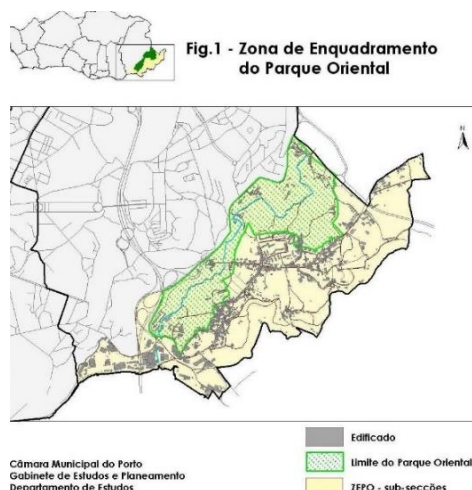 Fig.1 - Zona de Enquadramento
do Parque Oriental
N
Edificado
Limite do Parque Oriental
ZEPO - sub-secções
Câmara Municipal do Porto
Gabinete de Estudos e Planeamento
Departamento de Estudos